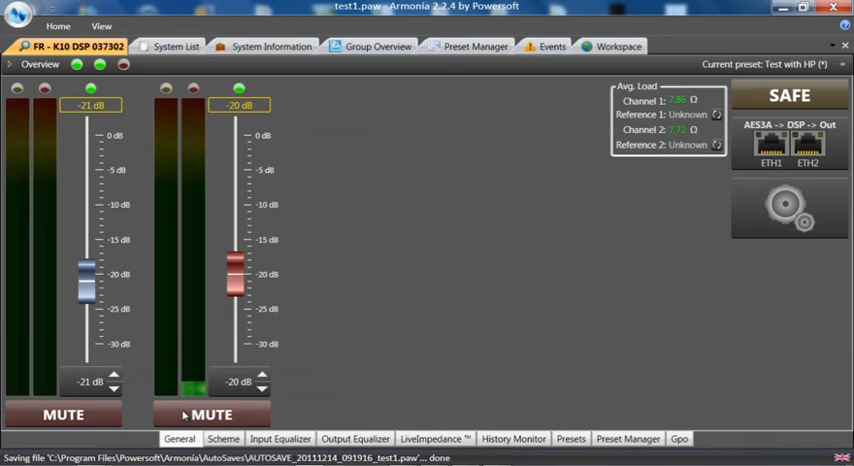 test1.paw - Armonía 2.2.4 by Powersoft
Home View
FR - K10 DSP 037302 System List System Information Group Overview Preset Manager Events Workspace
Overview Current preset: Test with HP (*)
-21 dB -20 dB
0 dB 0 dB
-5 dB -5 dB
-10 dB -10 dB
-15 dB -15 dB
-20 dB -20 dB
-25 dB -25 dB
-30 dB -30 dB
-21 dB -20 dB
MUTE MUTE
Avg. Load
Channel 1: 7.86 Ω
Reference 1: Unknown
Channel 2: 7.72 Ω
Reference 2: Unknown
SAFE
AES3A -> DSP -> Out
ETH1 ETH2
General Scheme Input Equalizer Output Equalizer LiveImpedance ™ History Monitor Presets Preset Manager Gpo
Saving file 'C:\Program Files\Powersoft\Armonía\AutoSaves\AUTOSAVE_20111214_091916_test1.paw'... done